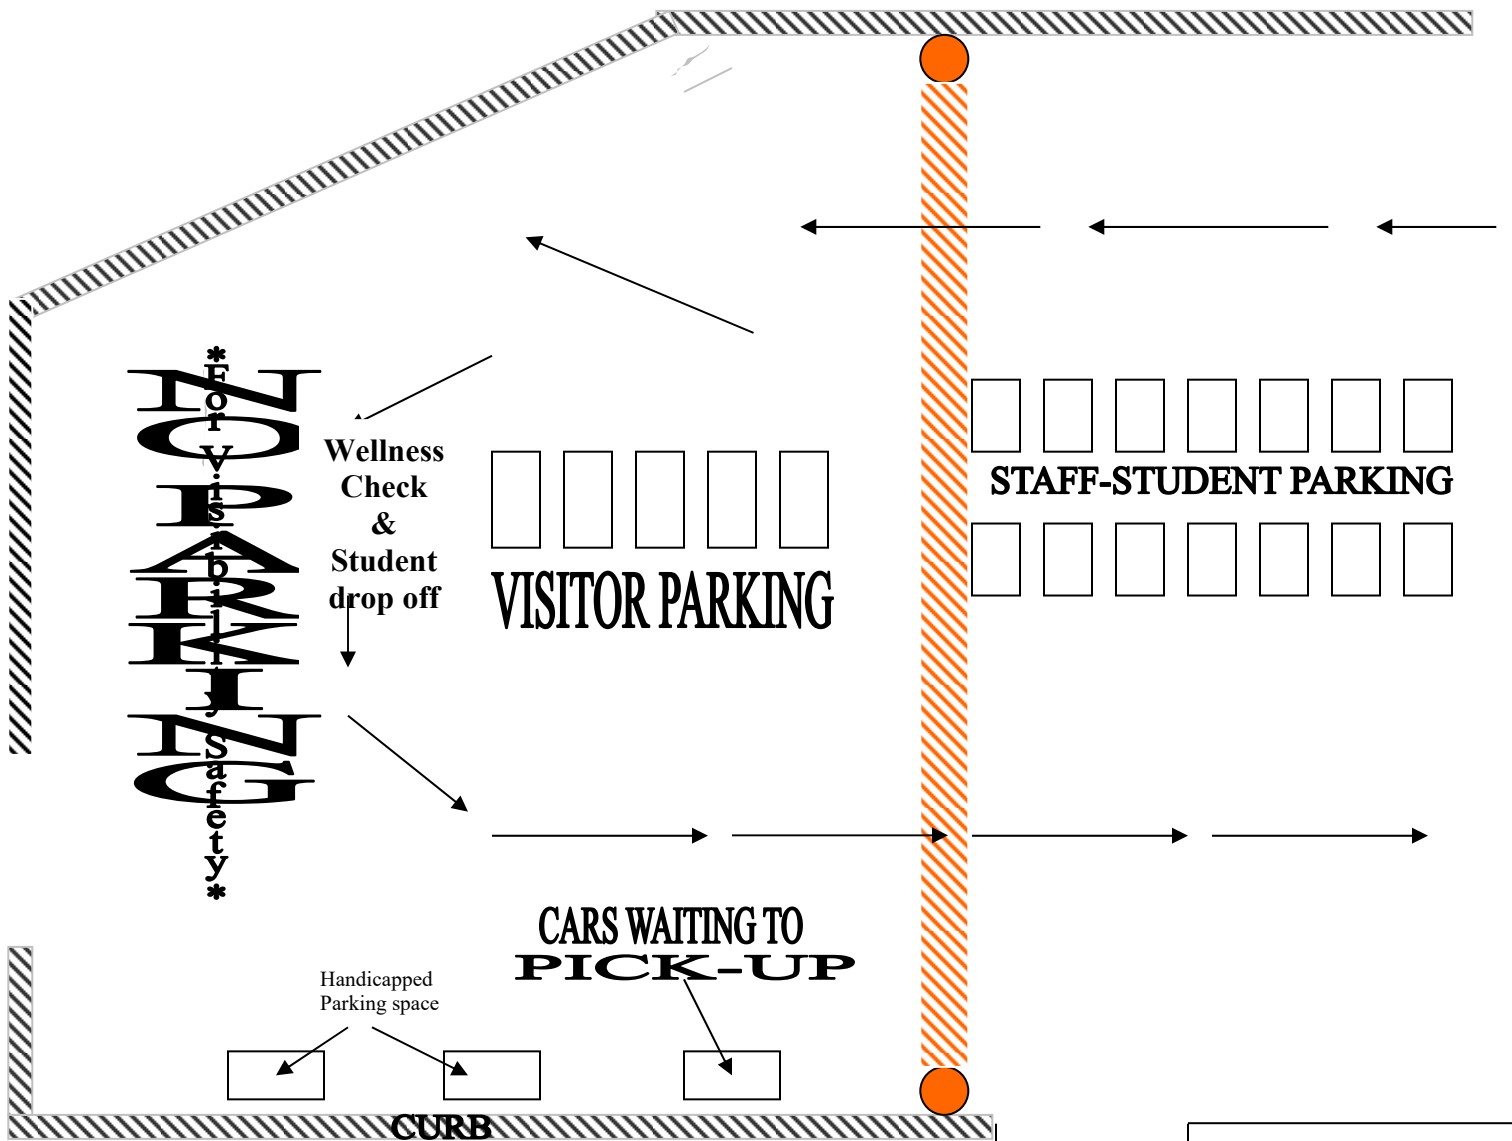 NO PARKING
*For Visibility Safety*
Wellness
Check
&
Student
drop off
VISITOR PARKING
STAFF-STUDENT PARKING
CARS WAITING TO
PICK-UP
Handicapped
Parking space
CURB